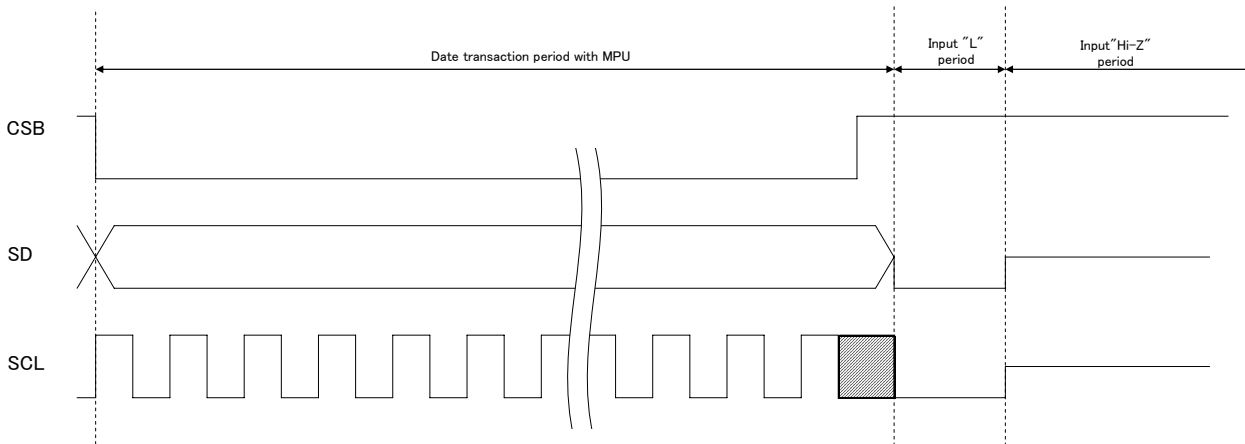 Date transaction period with MPU
Input "L"
period
Input"Hi-Z"
period
CSB
SD
SCL